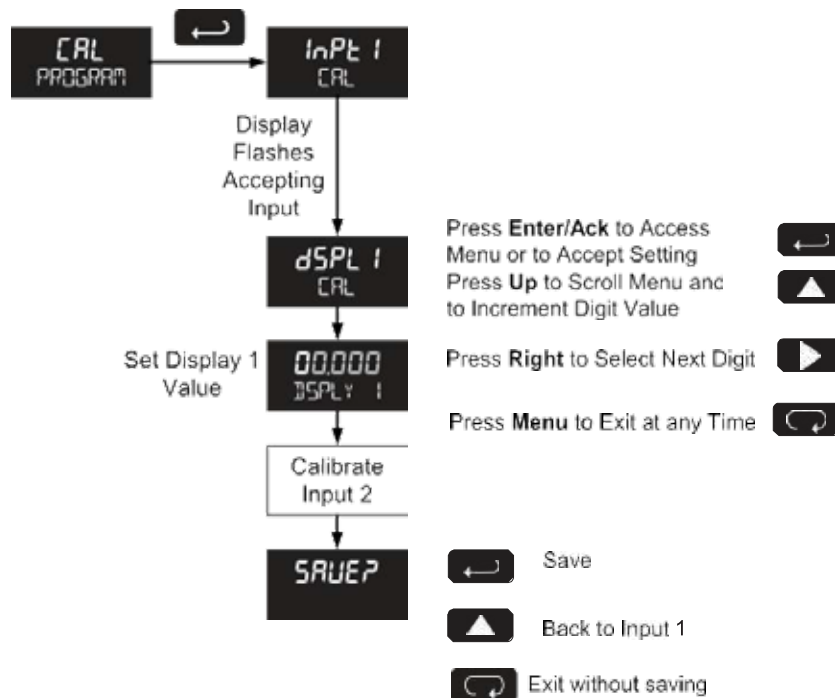 CAL
PROGRAM
InPt 1
CAL
Display
Flashes
Accepting
Input
dSPL 1
CAL
Set Display 1
Value
00.000
DSPLY 1
Calibrate
Input 2
SAVE?
Press Enter/Ack to Access
Menu or to Accept Setting
Press Up to Scroll Menu and
to Increment Digit Value
Press Right to Select Next Digit
Press Menu to Exit at any Time
Save
Back to Input 1
Exit without saving